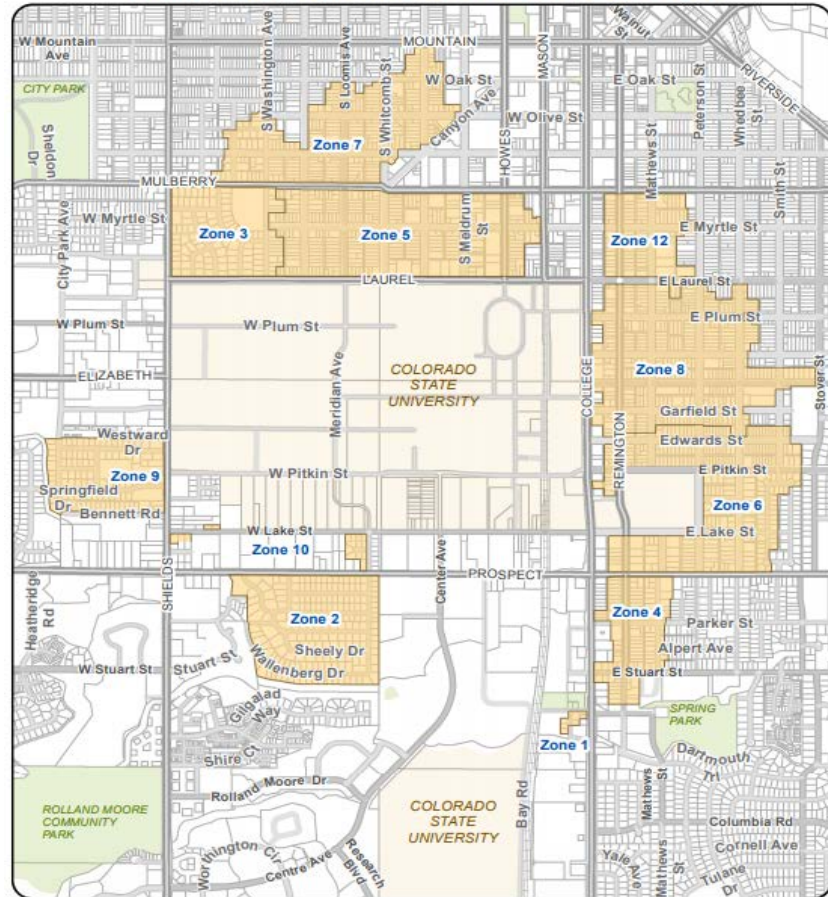 W Mountain
Ave
MOUNTAIN
MASON
Walnut
St
RIVERSIDE
CITY PARK
S Washington Ave
S Loomis Ave
S Whitcomb St
W Oak St
E Oak St
Canyon Ave
HOWES
W Olive St
Mathews St
Peterson St
Whedbee
St
Smith St
Sheldon
Dr
Zone 7
MULBERRY
W Myrtle St
City Park Ave
Zone 3
Zone 5
S Meldrum
St
Zone 12
E Myrtle St
LAUREL
E Laurel St
W Plum St
W Plum St
E Plum St
Meridian Ave
COLORADO
STATE
UNIVERSITY
COLLEGE
Zone 8
ELIZABETH
Stover St
Garfield St
Westward
Dr
REMINGTON
Edwards St
Zone 9
W Pitkin St
E Pitkin St
Springfield
Dr
Bennett Rd
Zone 6
W Lake St
E Lake St
Zone 10
Center Ave
PROSPECT
SHIELDS
Heatheridge
Rd
Zone 2
Zone 4
Parker St
Sheely Dr
Alpert Ave
W Stuart St
Stuart St
Wallenberg Dr
E Stuart St
Gilgalad
Way
SPRING
PARK
Shire Ct
Zone 1
Dartmouth
Trl
Rolland Moore Dr
Bay Rd
Mathews
St
ROLLAND MOORE
COMMUNITY
PARK
COLORADO
STATE
UNIVERSITY
Columbia Rd
Cornell Ave
Worthington Cir
Centre Ave
Research
Blvd
Yale Ave
Mathews
St
Tulane
Dr